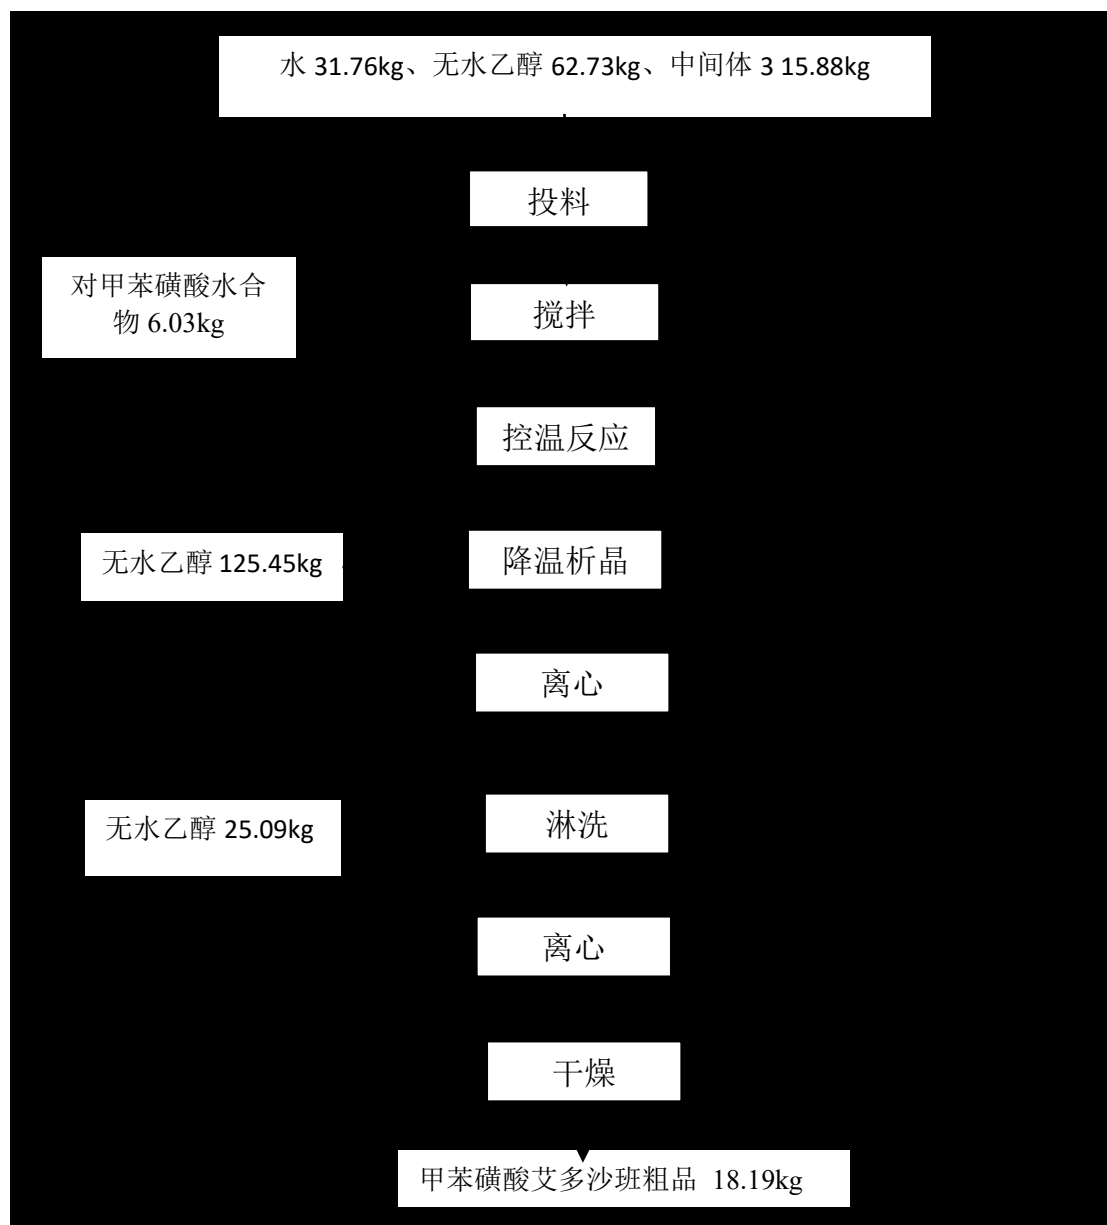 水 31.76kg、无水乙醇 62.73kg、中间体 3 15.88kg
投料
对甲苯磺酸水合
物 6.03kg
搅拌
控温反应
无水乙醇 125.45kg
降温析晶
离心
无水乙醇 25.09kg
淋洗
离心
干燥
甲苯磺酸艾多沙班粗品 18.19kg